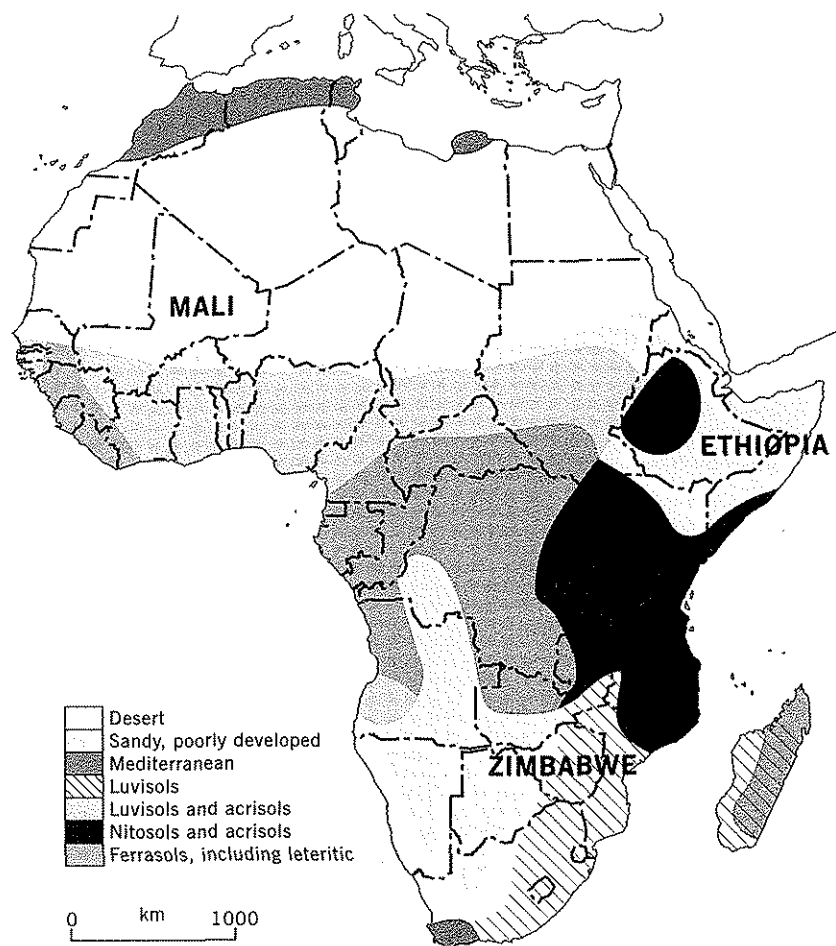 MALI
ETHIOPIA
ZIMBABWE
Desert
Sandy, poorly developed
Mediterranean
Luvisols
Luvisols and acrisols
Nitosols and acrisols
Ferrasols, including leteritic
0 km 1000